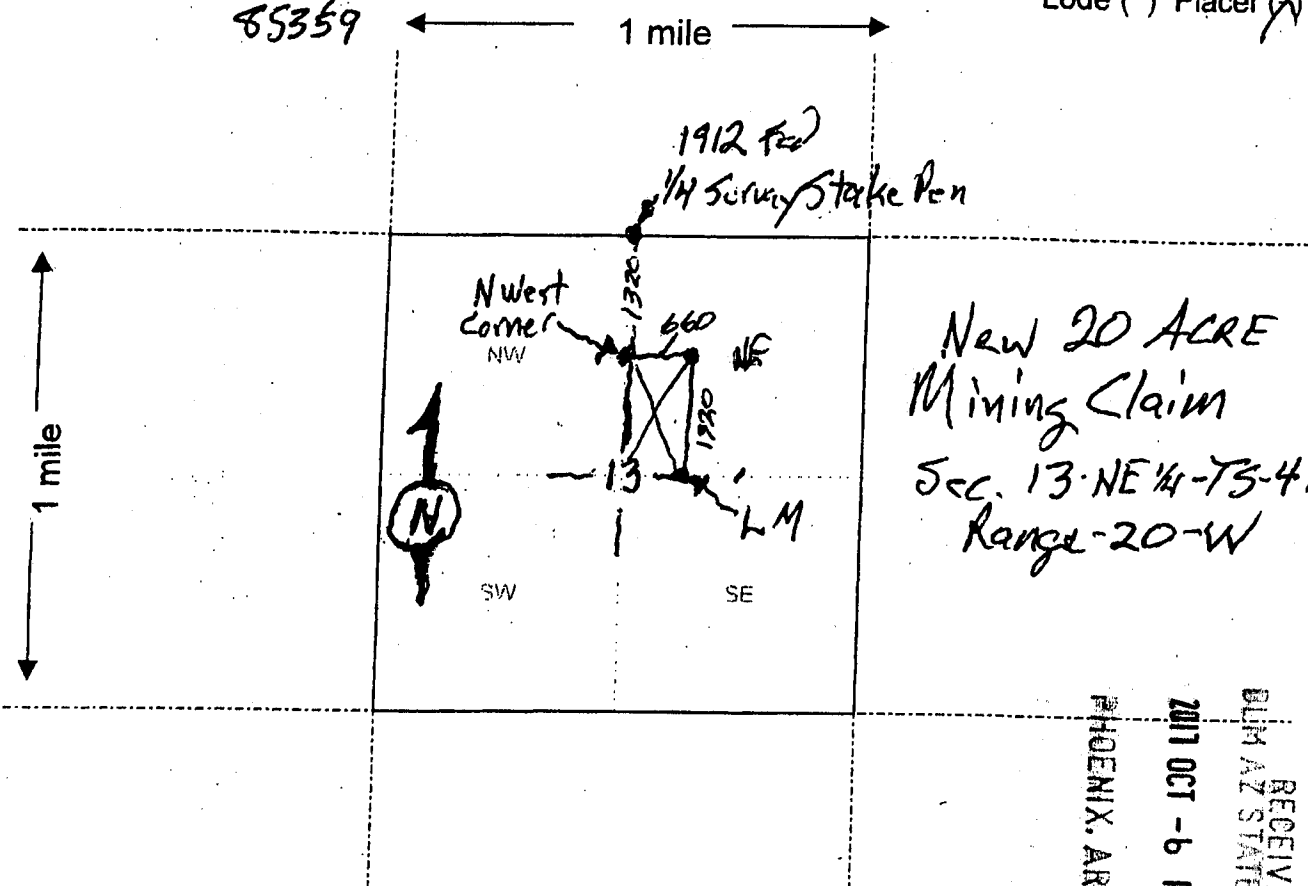 85359
Lode ( ) Placer (X)
1 mile
1912 Fed
1/4 Survey Stake Pen
1320
N West
Corner
660
NW
NE
1320
New 20 ACRE
Mining Claim
Sec. 13-NE 1/4-TS-4
Range-20-W
1 mile
N
13
LM
SW
SE
RECEIV
BLM AZ STATE
2017 OCT -6
PHOENIX, AR